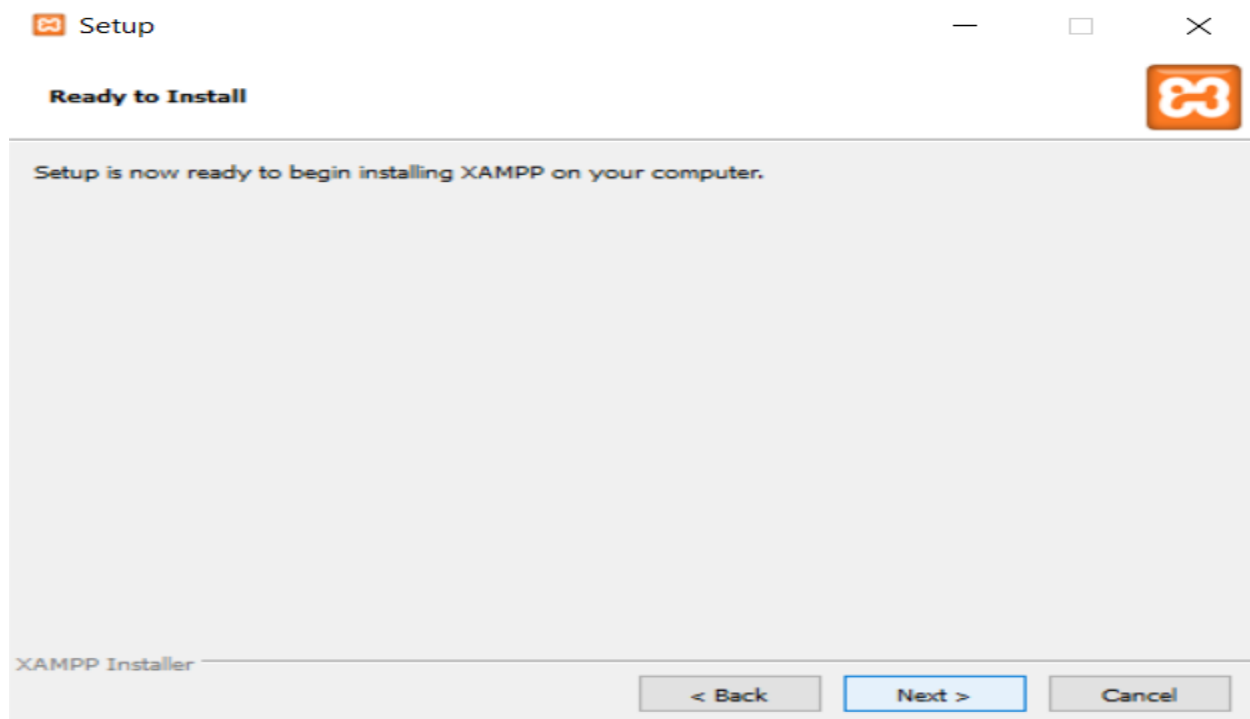 Setup
Ready to Install
Setup is now ready to begin installing XAMPP on your computer.
XAMPP Installer
< Back Next > Cancel